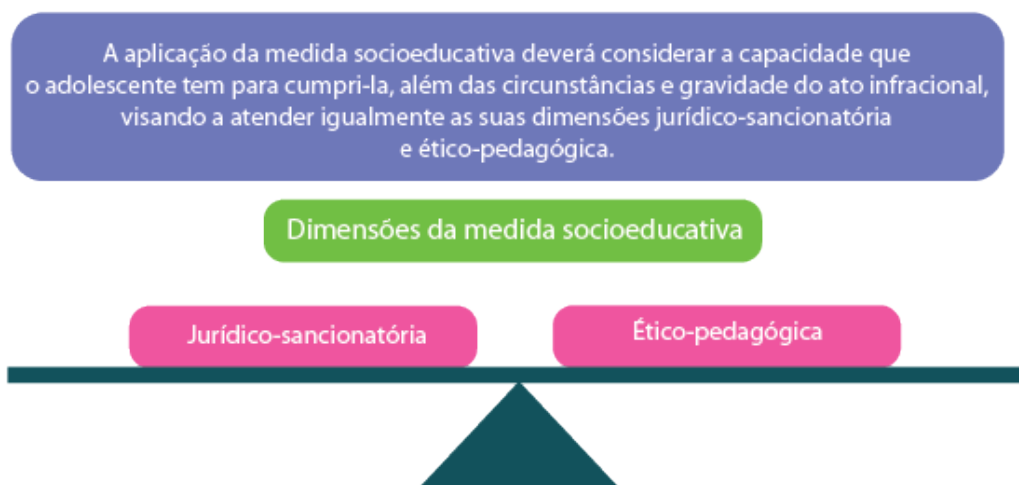 A aplicação da medida socioeducativa deverá considerar a capacidade que
o adolescente tem para cumpri-la, além das circunstâncias e gravidade do ato infracional,
visando a atender igualmente as suas dimesões jurídico-sancionatória
e ético-pedagógica.
Dimensões da medida socioeducativa
Jurídico-sancionatória
Ético-pedagógica